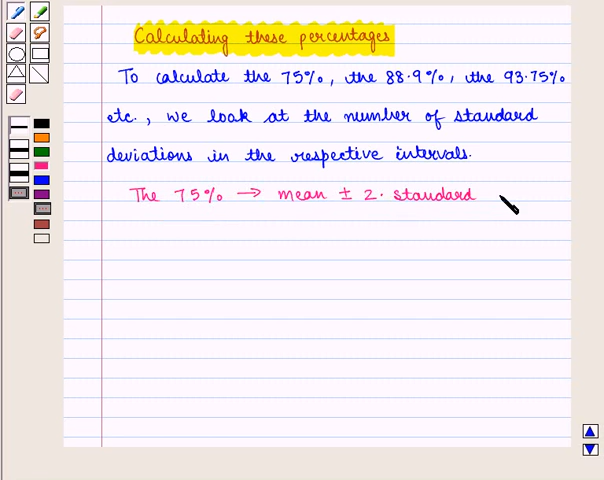 Calculating these percentages
To calculate the 75%, the 88.9%, the 93.75%
etc., we look at the number of standard
deviations in the respective intervals.
The 75% → mean ± 2. standard